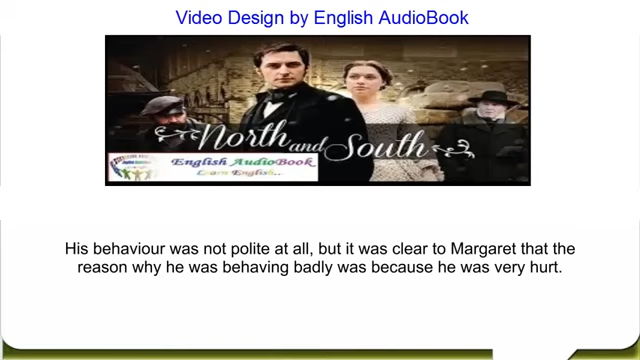 Video Design by English AudioBook
North and South
English AudioBook
Learn English...
His behaviour was not polite at all, but it was clear to Margaret that the
reason why he was behaving badly was because he was very hurt.